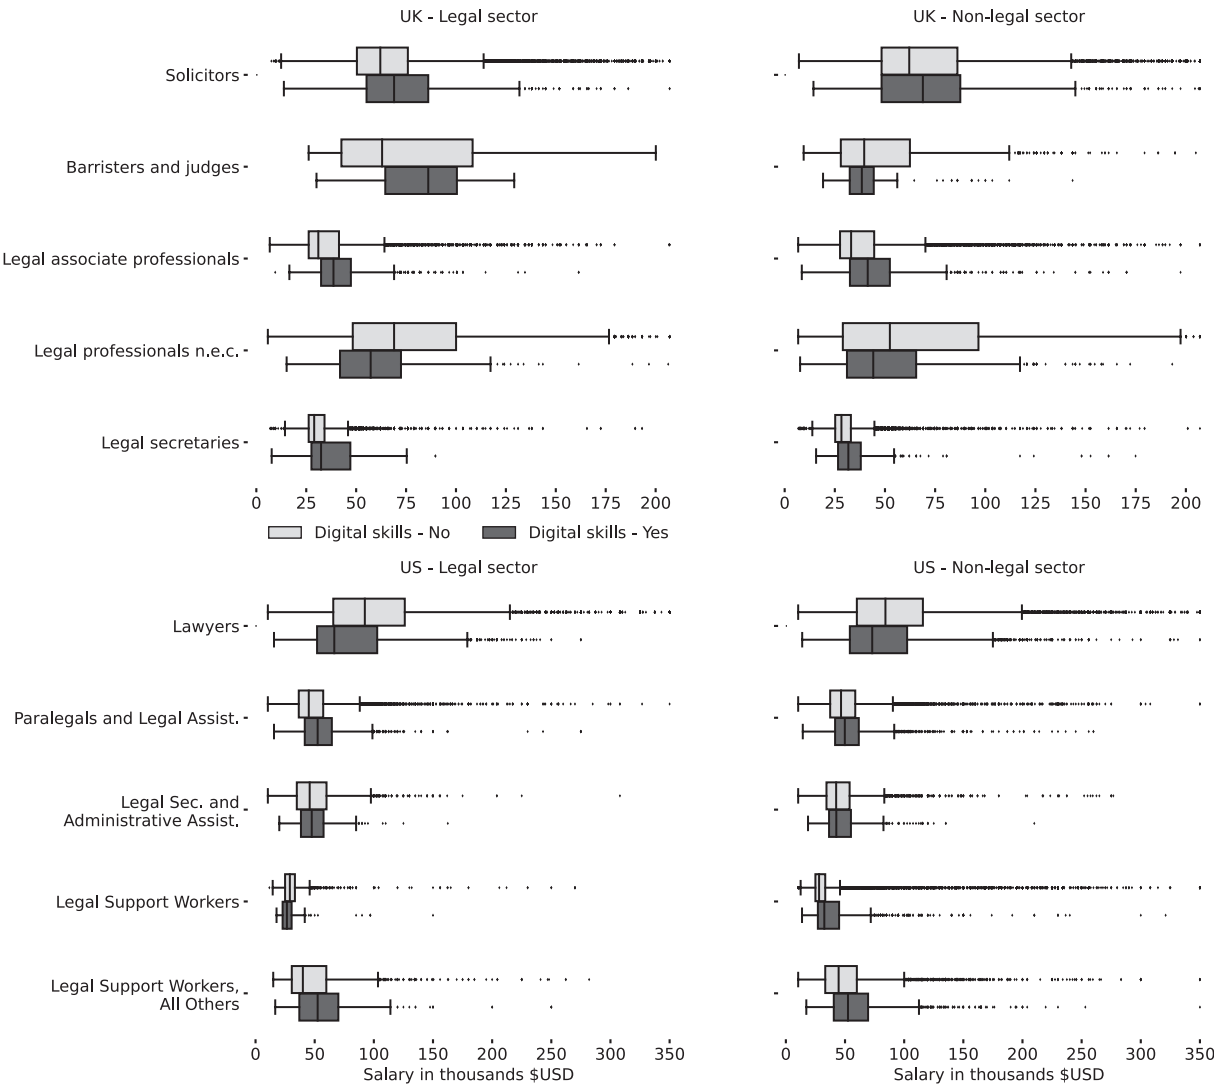 UK - Legal sector
UK - Non-legal sector
Solicitors
Barristers and judges
Legal associate professionals
Legal professionals n.e.c.
Legal secretaries
0 25 50 75 100 125 150 175 200
0 25 50 75 100 125 150 175 200
Digital skills - No Digital skills - Yes
US - Legal sector
US - Non-legal sector
Lawyers
Paralegals and Legal Assist.
Legal Sec. and
Administrative Assist.
Legal Support Workers
Legal Support Workers,
All Others
0 50 100 150 200 250 300 350
0 50 100 150 200 250 300 350
Salary in thousands $USD
Salary in thousands $USD